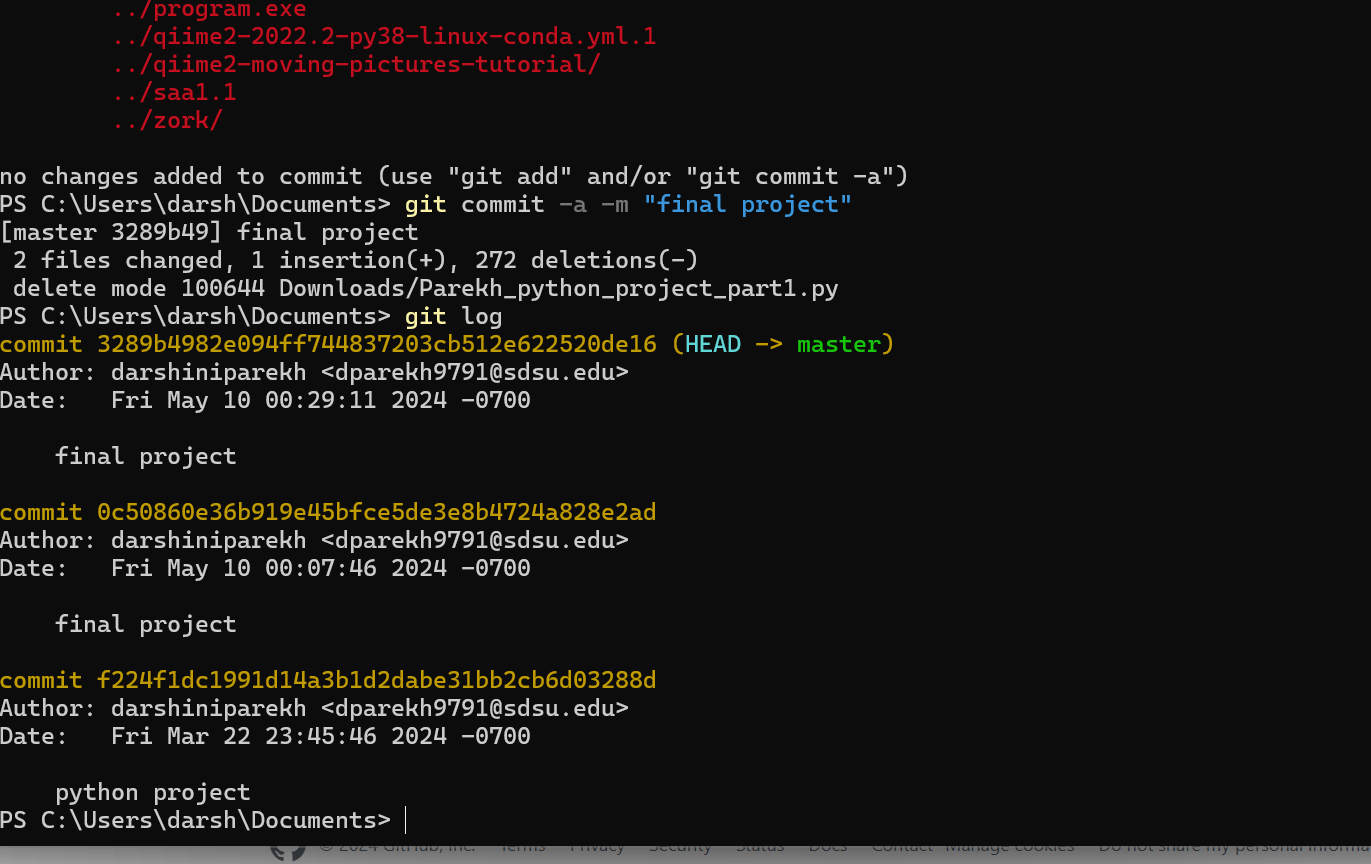 ../program.exe
../qiime2-2022.2-py38-linux-conda.yml.1
../qiime2-moving-pictures-tutorial/
../saa1.1
../zork/
no changes added to commit (use "git add" and/or "git commit -a")
PS C:\Users\darsh\Documents> git commit -a -m "final project"
[master 3289b49] final project
 2 files changed, 1 insertion(+), 272 deletions(-)
 delete mode 100644 Downloads/Parekh_python_project_part1.py
PS C:\Users\darsh\Documents> git log
commit 3289b4982e094ff744837203cb512e622520de16 (HEAD -> master)
Author: darshiniparekh <dparekh9791@sdsu.edu>
Date:   Fri May 10 00:29:11 2024 -0700
    final project
commit 0c50860e36b919e45bfce5de3e8b4724a828e2ad
Author: darshiniparekh <dparekh9791@sdsu.edu>
Date:   Fri May 10 00:07:46 2024 -0700
    final project
commit f224f1dc1991d14a3b1d2dabe31bb2cb6d03288d
Author: darshiniparekh <dparekh9791@sdsu.edu>
Date:   Fri Mar 22 23:45:46 2024 -0700
    python project
PS C:\Users\darsh\Documents>
© 2024 GitHub, Inc. Terms Privacy Security Status Docs Contact Manage cookies Do not share my personal